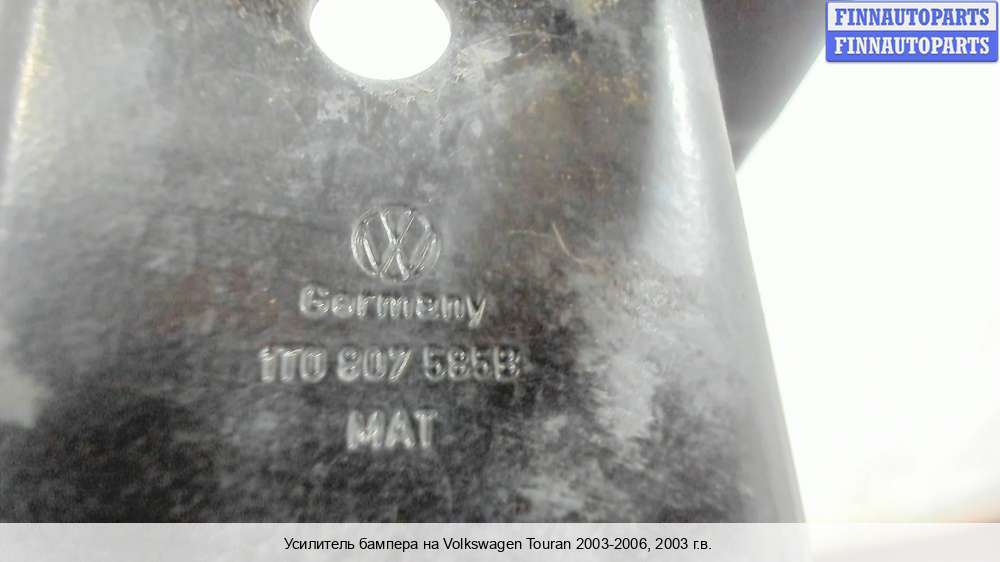 FINNAUTOPARTS
FINNAUTOPARTS
Germany
1T0 807 585B
MAT
Усилитель бампера на Volkswagen Touran 2003-2006, 2003 г.в.